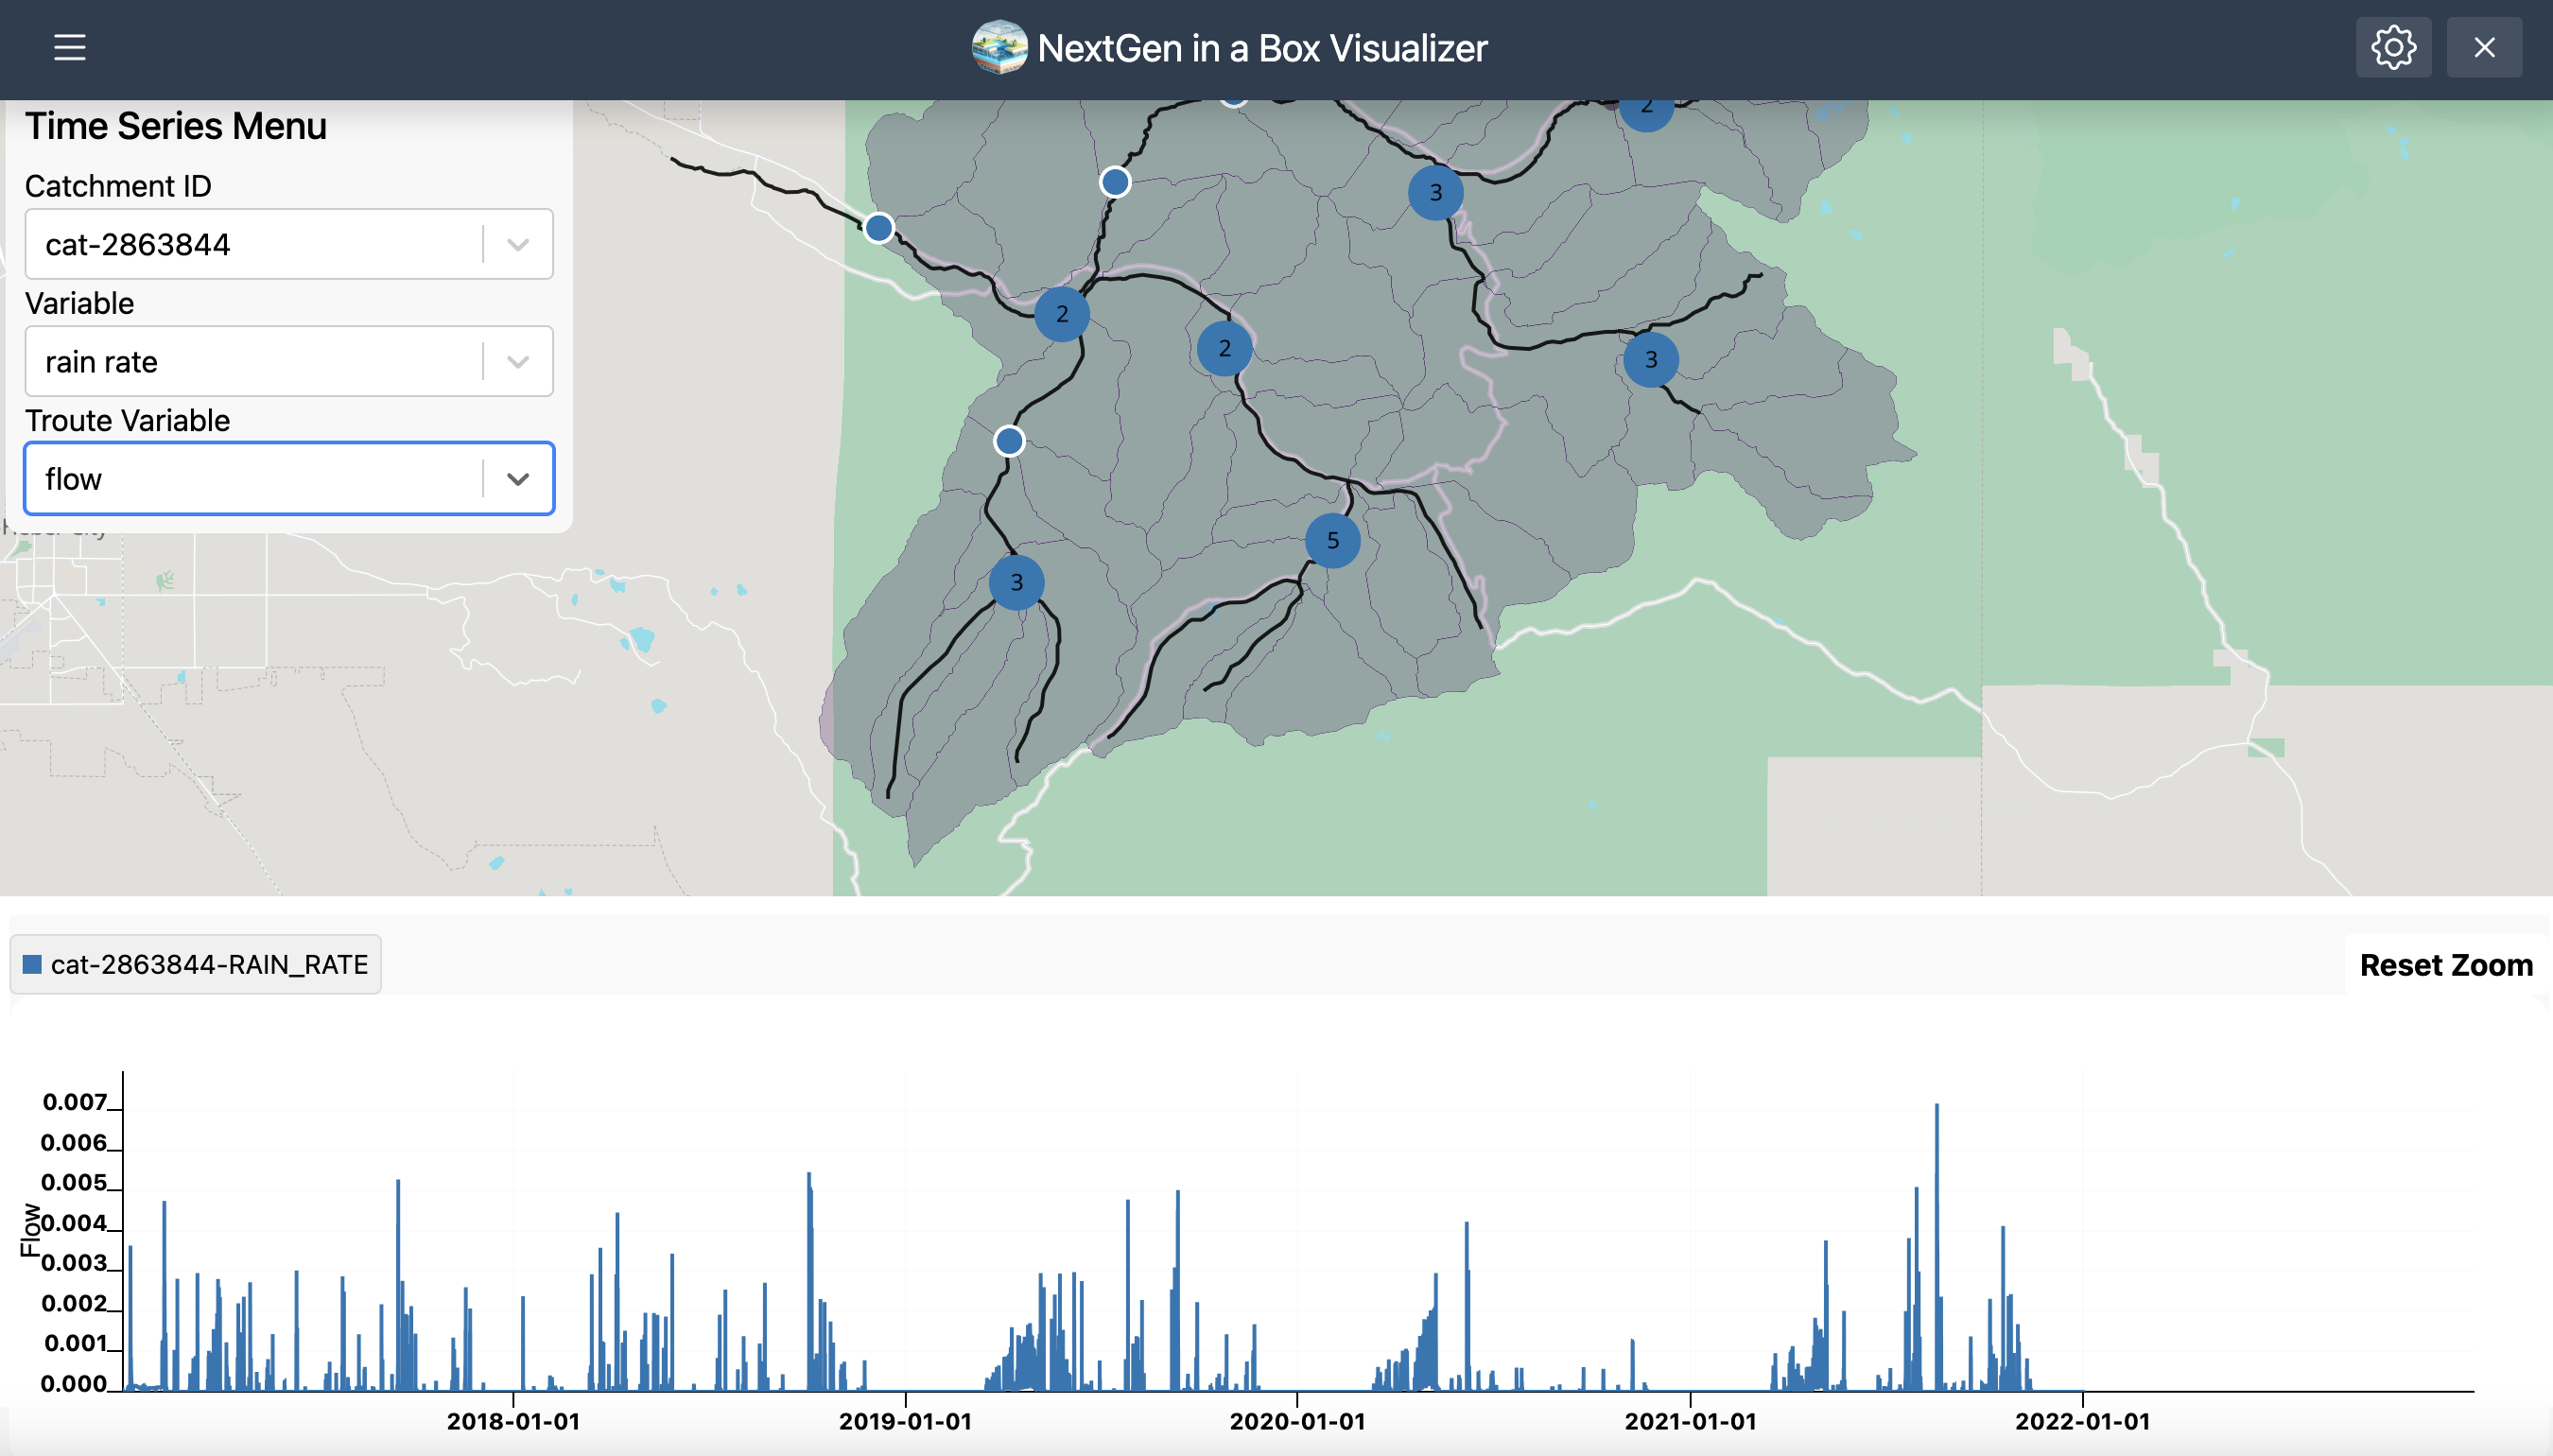 NextGen in a Box Visualizer
Time Series Menu
Catchment ID
cat-2863844
Variable
rain rate
Troute Variable
flow
2
3
2
2
3
5
3
cat-2863844-RAIN_RATE
Reset Zoom
Flow
0.007
0.006
0.005
0.004
0.003
0.002
0.001
0.000
2018-01-01
2019-01-01
2020-01-01
2021-01-01
2022-01-01